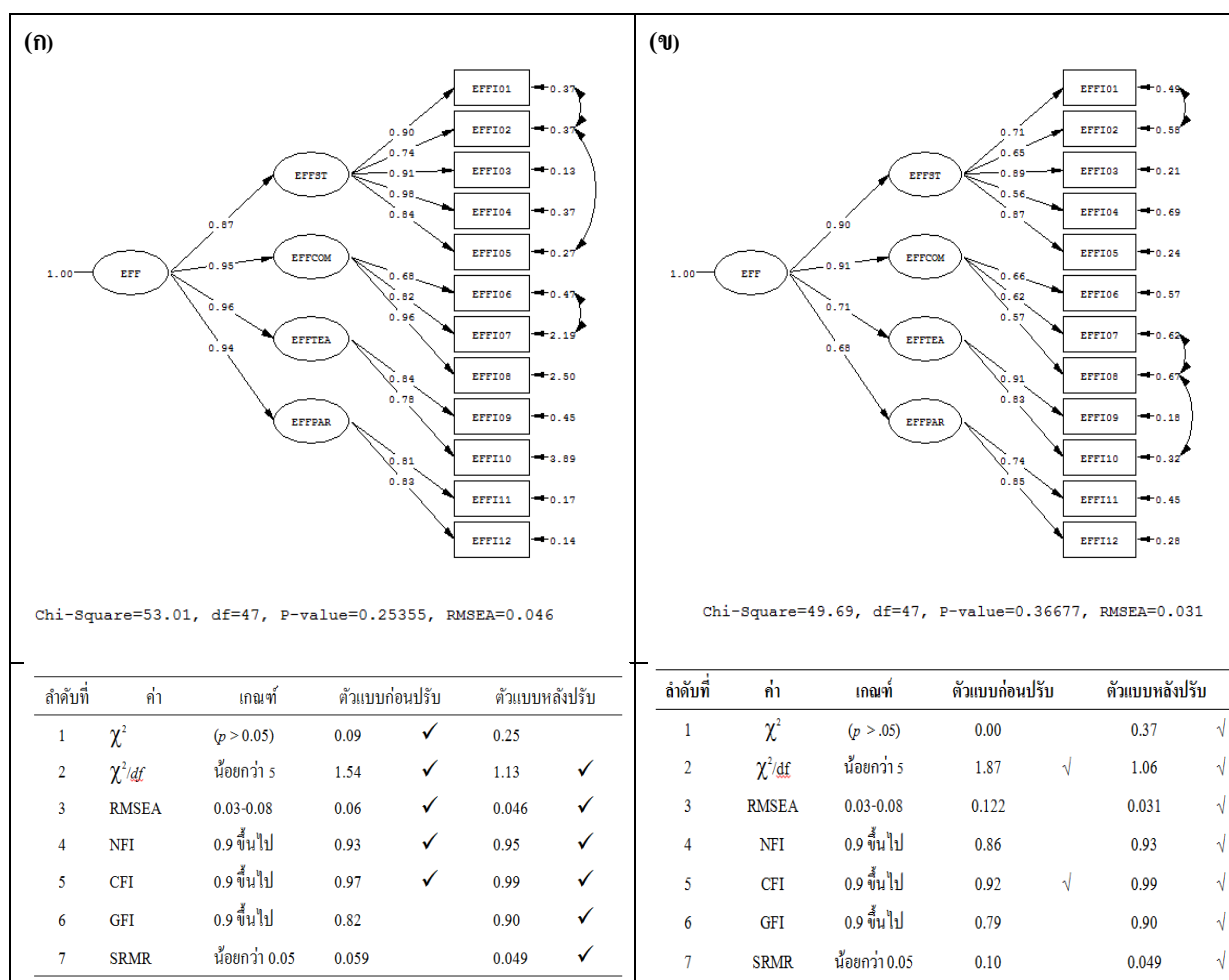 (ก)
EFFI01
0.37
EFFI02
0.37
EFFI03
0.13
EFFI04
0.37
EFFI05
0.27
EFFI06
0.47
EFFI07
2.19
EFFI08
2.50
EFFI09
0.45
EFFI10
3.89
EFFI11
0.17
EFFI12
0.14
0.90
0.74
0.91
0.98
0.84
EFFST
0.68
0.82
0.96
EFFCOM
0.84
0.78
EFFTEA
0.81
0.83
EFFPAR
0.87
0.95
0.96
0.94
1.00
EFF
Chi-Square=53.01, df=47, P-value=0.25355, RMSEA=0.046
ลำดับที่ ค่า เกณฑ์ ตัวแบบก่อนปรับ ตัวแบบหลังปรับ
1 χ² (p > 0.05) 0.09 ✓ 0.25
2 χ²/df น้อยกว่า 5 1.54 ✓ 1.13 ✓
3 RMSEA 0.03-0.08 0.06 ✓ 0.046 ✓
4 NFI 0.9 ขึ้นไป 0.93 ✓ 0.95 ✓
5 CFI 0.9 ขึ้นไป 0.97 ✓ 0.99 ✓
6 GFI 0.9 ขึ้นไป 0.82 0.90 ✓
7 SRMR น้อยกว่า 0.05 0.059 0.049 ✓
(ข)
EFFI01
0.49
EFFI02
0.58
EFFI03
0.21
EFFI04
0.69
EFFI05
0.24
EFFI06
0.57
EFFI07
0.62
EFFI08
0.67
EFFI09
0.18
EFFI10
0.32
EFFI11
0.45
EFFI12
0.28
0.71
0.65
0.89
0.56
0.87
EFFST
0.66
0.62
0.57
EFFCOM
0.91
0.83
EFFTEA
0.74
0.85
EFFPAR
0.90
0.91
0.71
0.68
1.00
EFF
Chi-Square=49.69, df=47, P-value=0.36677, RMSEA=0.031
ลำดับที่ ค่า เกณฑ์ ตัวแบบก่อนปรับ ตัวแบบหลังปรับ
1 χ² (p > .05) 0.00 0.37 √
2 χ²/df น้อยกว่า 5 1.87 √ 1.06 √
3 RMSEA 0.03-0.08 0.122 0.031 √
4 NFI 0.9 ขึ้นไป 0.86 0.93 √
5 CFI 0.9 ขึ้นไป 0.92 √ 0.99 √
6 GFI 0.9 ขึ้นไป 0.79 0.90 √
7 SRMR น้อยกว่า 0.05 0.10 0.049 √